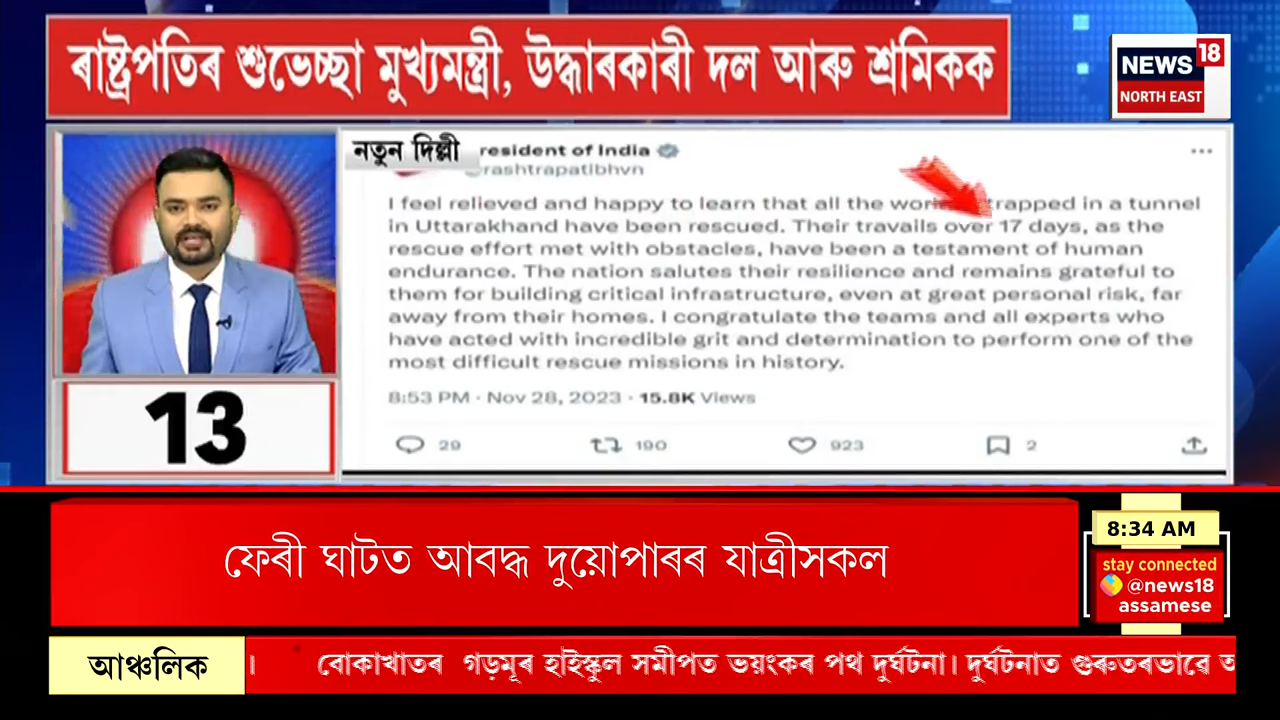 ৰাষ্ট্ৰপতিৰ শুভেচ্ছা মুখ্যমন্ত্ৰী, উদ্ধাৰকাৰী দল আৰু শ্ৰমিকক
NEWS 18
NORTH EAST
নতুন দিল্লী
resident of India
rashtrapatibhvn
I feel relieved and happy to learn that all the trapped in a tunnel
in Uttarakhand have been rescued. Their travails over 17 days, as the
rescue effort met with obstacles, have been a testament of human
endurance. The nation salutes their resilience and remains grateful to
them for building critical infrastructure, even at great personal risk, far
away from their homes. I congratulate the teams and all experts who
have acted with incredible grit and determination to perform one of the
most difficult rescue missions in history.
8:53 PM · Nov 28, 2023 · 15.8K Views
29 190 923 2
13
ফেৰী ঘাটত আবদ্ধ দুয়োপাৰৰ যাত্ৰীসকল
8:34 AM
stay connected
@news18
assamese
আঞ্চলিক
। বোকাখাতৰ গড়মূৰ হাইস্কুল সমীপত ভয়ংকৰ পথ দুৰ্ঘটনা। দুৰ্ঘটনাত গুৰুতৰভাৱে